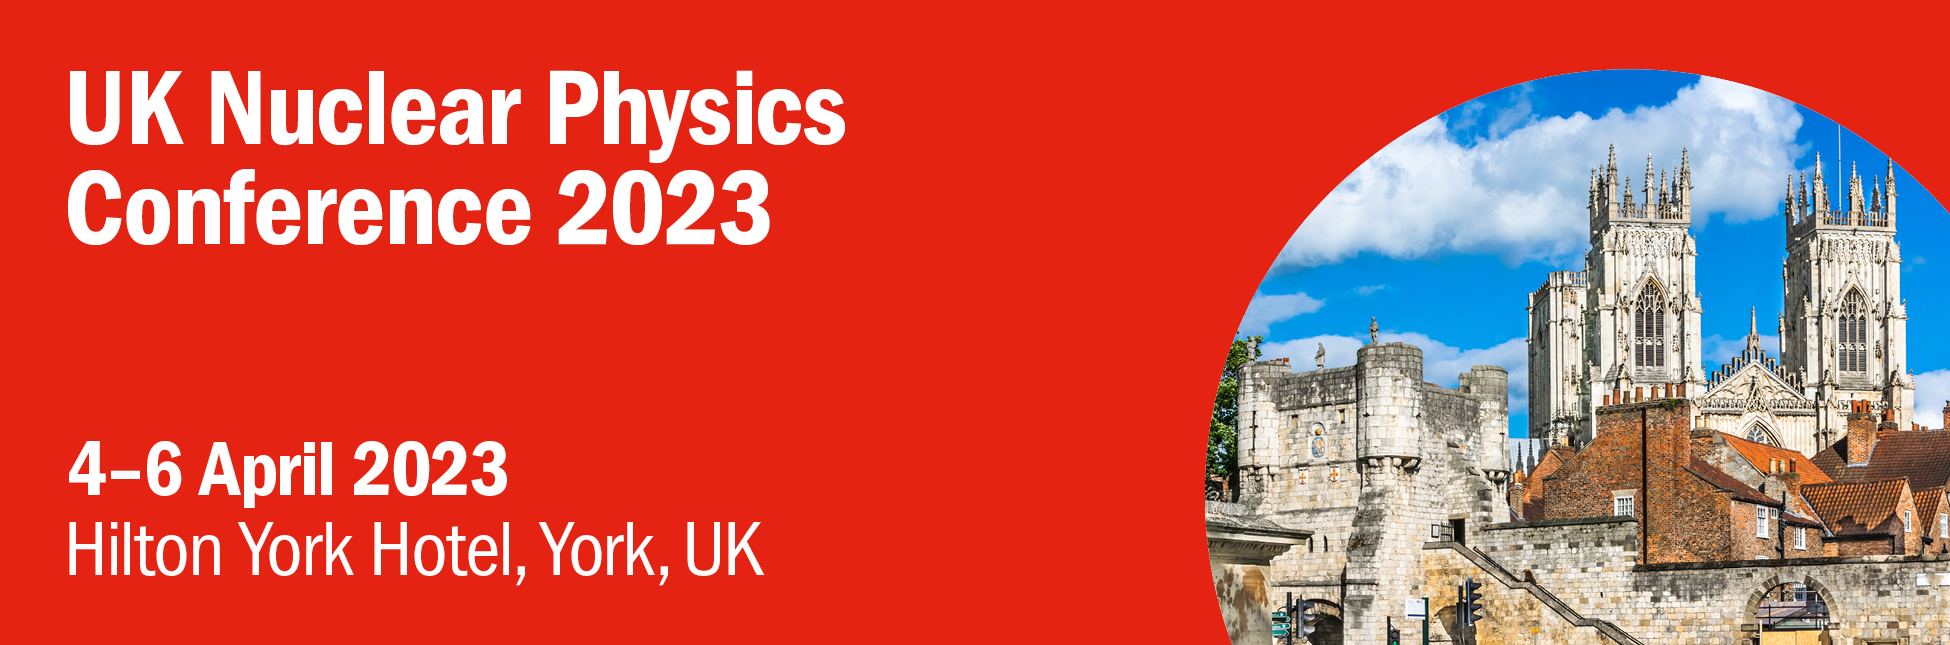 UK Nuclear Physics
Conference 2023
4–6 April 2023
Hilton York Hotel, York, UK